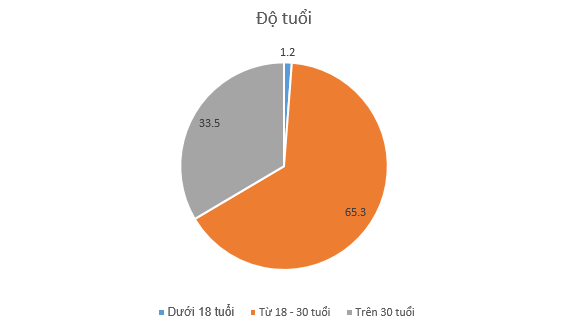 Độ tuổi
1.2
33.5
65.3
Dưới 18 tuổi Từ 18 - 30 tuổi Trên 30 tuổi